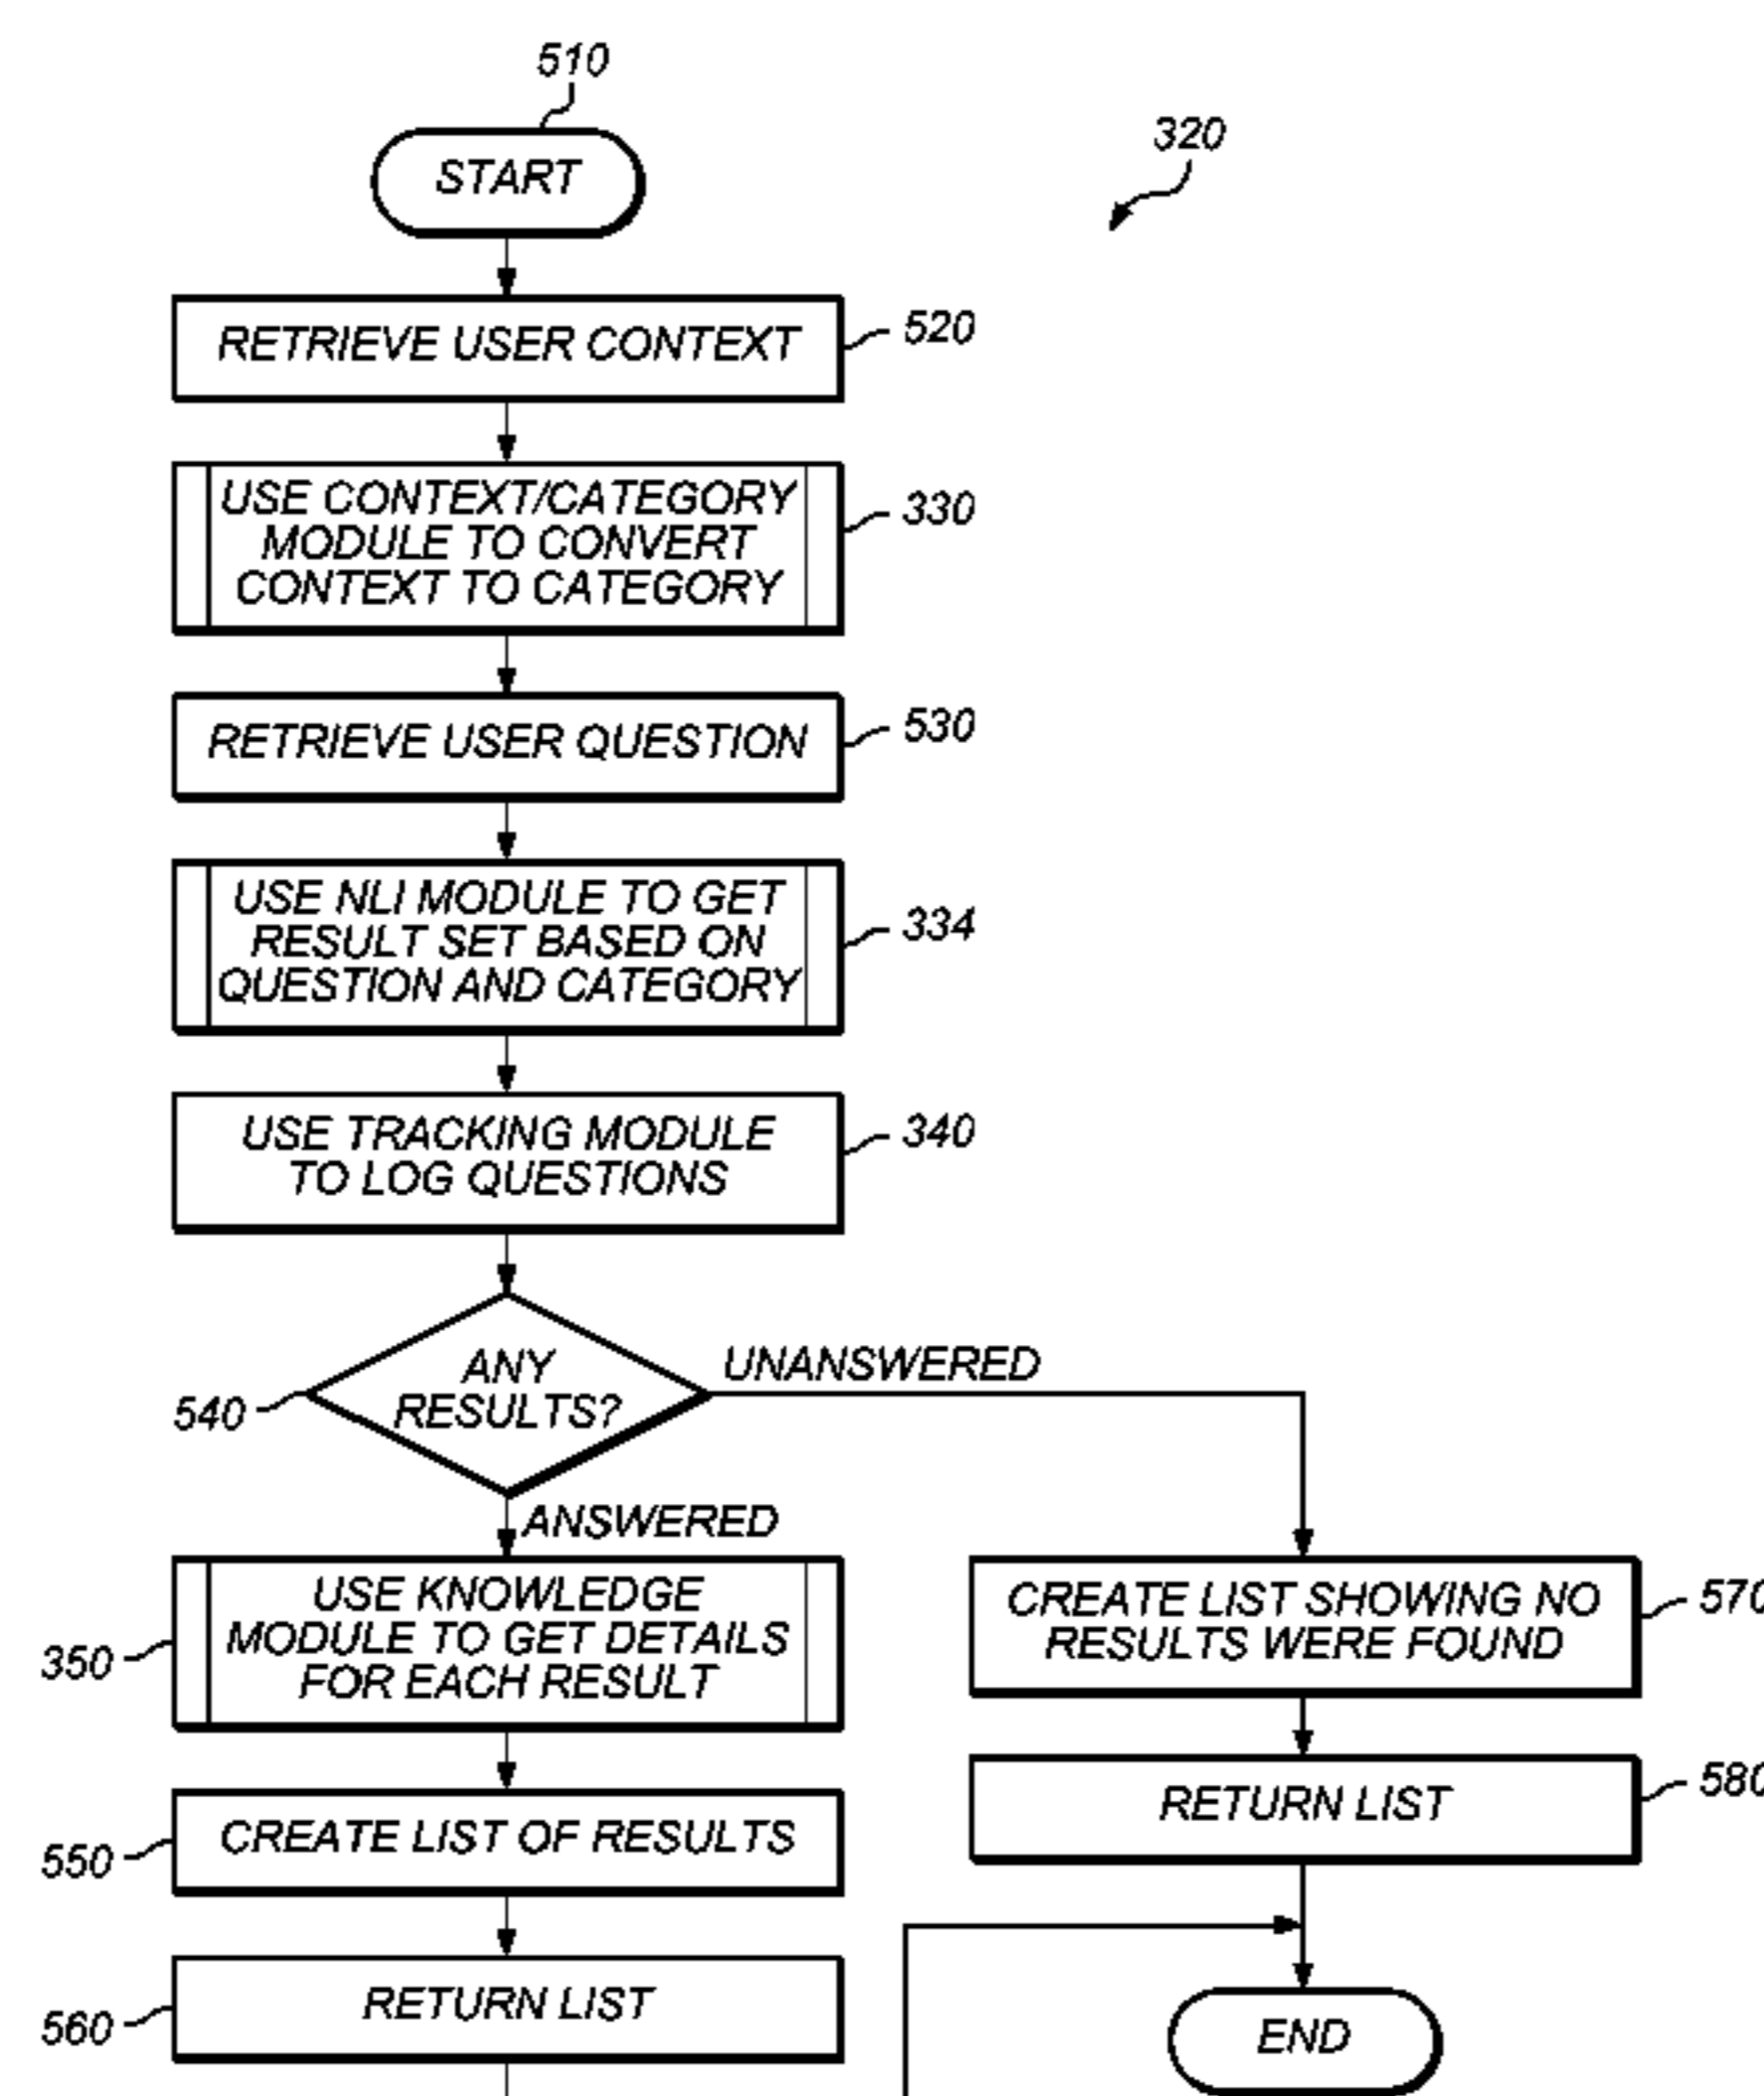 510
START
320
RETRIEVE USER CONTEXT
520
USE CONTEXT/CATEGORY
MODULE TO CONVERT
CONTEXT TO CATEGORY
330
RETRIEVE USER QUESTION
530
USE NLI MODULE TO GET
RESULT SET BASED ON
QUESTION AND CATEGORY
334
USE TRACKING MODULE
TO LOG QUESTIONS
340
ANY
RESULTS?
540
UNANSWERED
ANSWERED
USE KNOWLEDGE
MODULE TO GET DETAILS
FOR EACH RESULT
350
CREATE LIST SHOWING NO
RESULTS WERE FOUND
570
RETURN LIST
580
CREATE LIST OF RESULTS
550
RETURN LIST
560
END